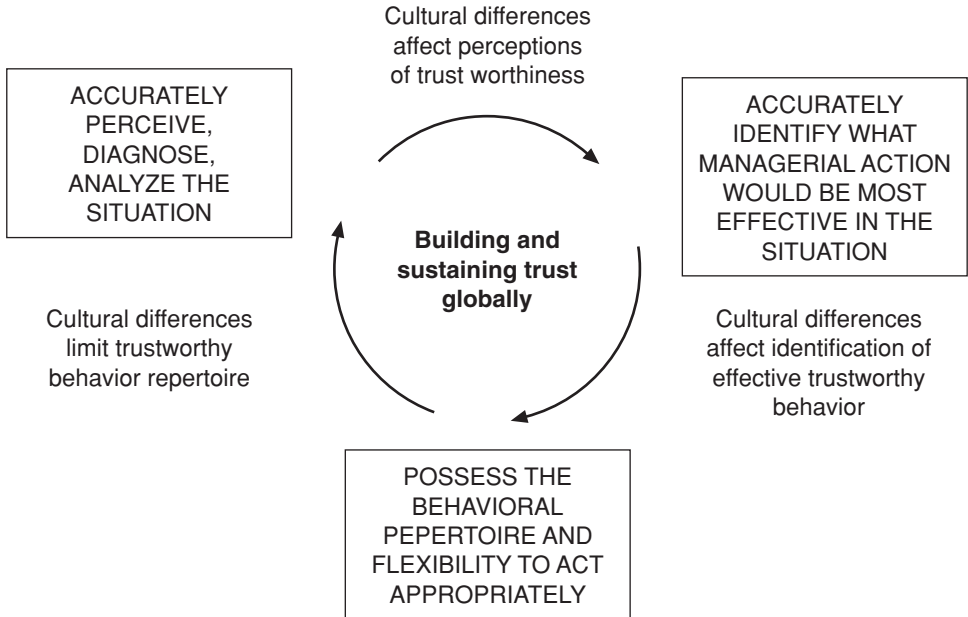 Cultural differences
affect perceptions
of trust worthiness
ACCURATELY
PERCEIVE,
DIAGNOSE,
ANALYZE THE
SITUATION
ACCURATELY
IDENTIFY WHAT
MANAGERIAL ACTION
WOULD BE MOST
EFFECTIVE IN THE
SITUATION
Building and
sustaining trust
globally
Cultural differences
limit trustworthy
behavior repertoire
Cultural differences
affect identification of
effective trustworthy
behavior
POSSESS THE
BEHAVIORAL
PEPERTOIRE AND
FLEXIBILITY TO ACT
APPROPRIATELY